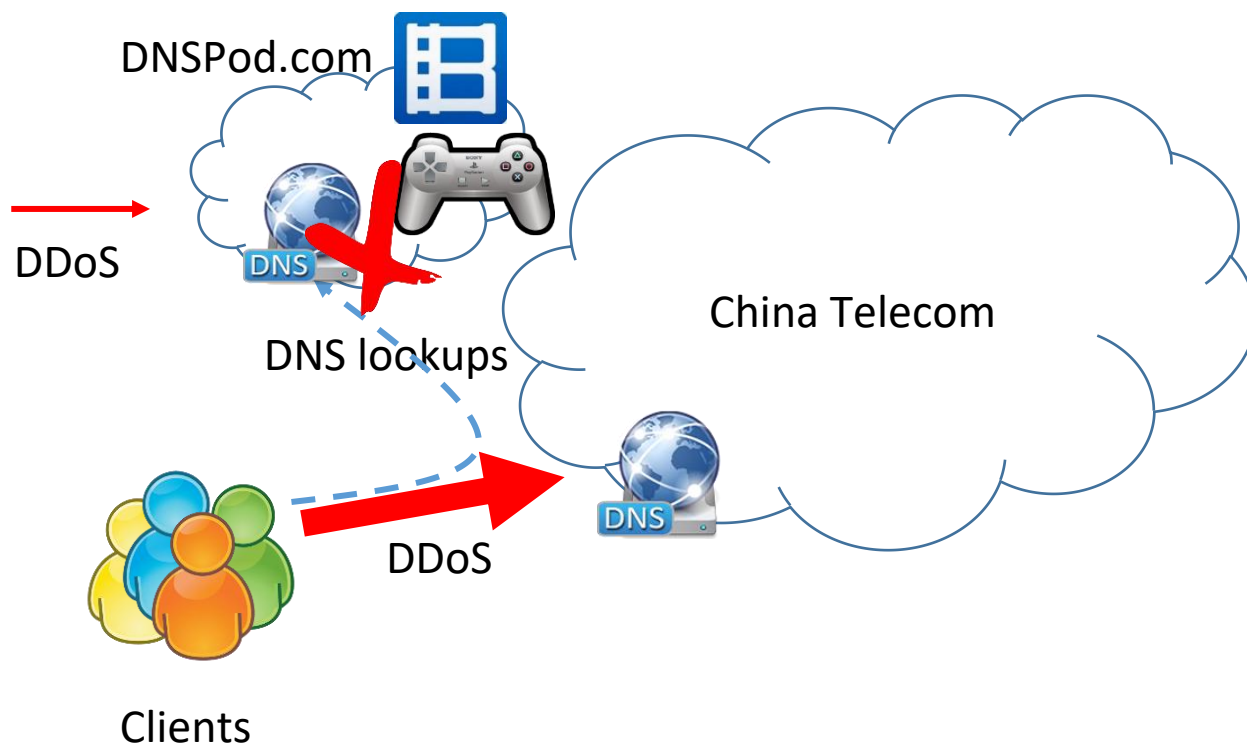 DNSPod.com
DDoS
DNS
DNS lookups
China Telecom
DNS
DDoS
Clients